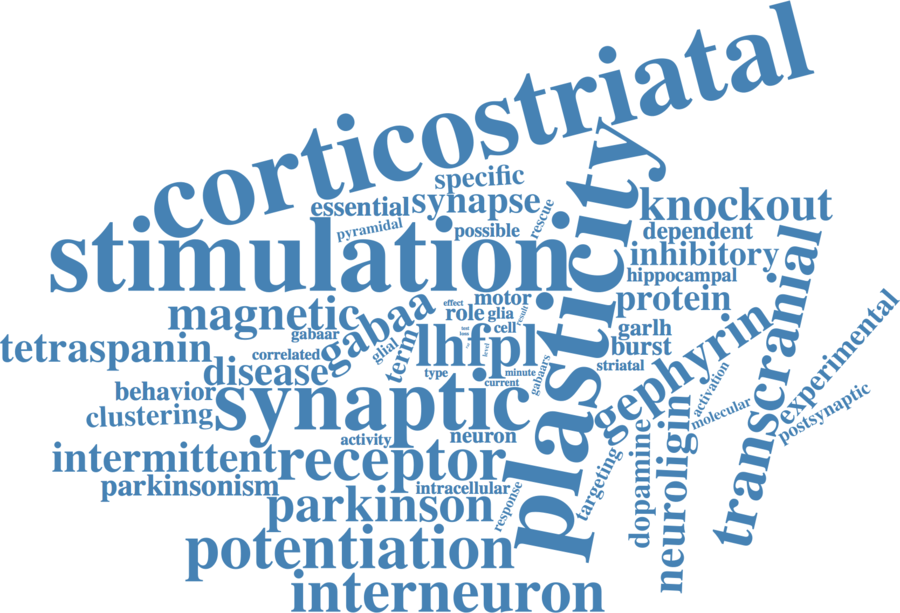 corticostriatal
specific
essential
synapse
rescue
pyramidal
possible
stimulation
plasticity
knockout
dependent
inhibitory
hippocampal
transcranial
magnetic
gabaa
effect
motor
role
glia
result
protein
gabaar
glial
term
lhfpl
cell
test
level
garlh
burst
gephyrin
experimental
tetraspanin
correlated
disease
type
minute
current
gabaars
striatal
activation
molecular
postsynaptic
behavior
clustering
synaptic
activity
neuron
neuroligin
dopamine
targeting
intermittent
receptor
parkinsonism
intracellular
response
parkinson
potentiation
interneuron